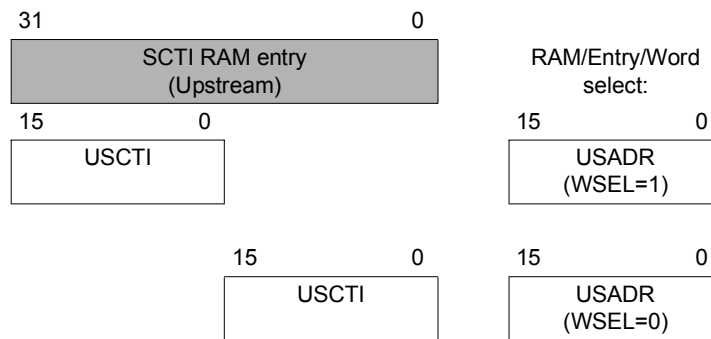 31 0
SCTI RAM entry
(Upstream)
RAM/Entry/Word
select:
15 0
USCTI
15 0
USADR
(WSEL=1)
15 0
USCTI
15 0
USADR
(WSEL=0)